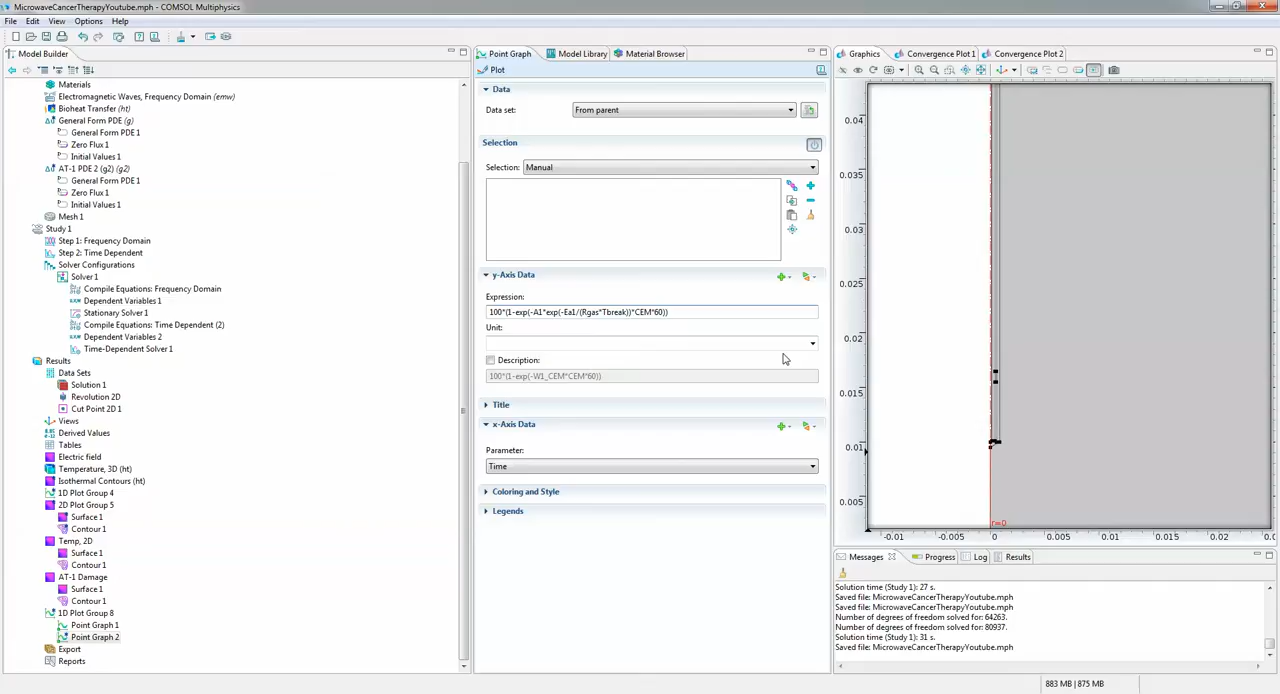 MicrowaveCancerTherapyYoutube.mph - COMSOL Multiphysics
File Edit View Options Help
Model Builder
Materials
Electromagnetic Waves, Frequency Domain (emw)
Bioheat Transfer (ht)
General Form PDE (g)
General Form PDE 1
Zero Flux 1
Initial Values 1
AT-1 PDE 2 (g2) (g2)
General Form PDE 1
Zero Flux 1
Initial Values 1
Mesh 1
Study 1
Step 1: Frequency Domain
Step 2: Time Dependent
Solver Configurations
Solver 1
Compile Equations: Frequency Domain
Dependent Variables 1
Stationary Solver 1
Compile Equations: Time Dependent (2)
Dependent Variables 2
Time-Dependent Solver 1
Results
Data Sets
Solution 1
Revolution 2D
Cut Point 2D 1
Views
Derived Values
Tables
Electric field
Temperature, 3D (ht)
Isothermal Contours (ht)
1D Plot Group 4
2D Plot Group 5
Surface 1
Contour 1
Temp, 2D
Surface 1
Contour 1
AT-1 Damage
Surface 1
Contour 1
1D Plot Group 8
Point Graph 1
Point Graph 2
Export
Reports
Point Graph Model Library Material Browser
Plot
Data
Data set: From parent
Selection
Selection: Manual
y-Axis Data
Expression:
100*(1-exp(-A1*exp(-Ea1/(Rgas*Tbreak))*CEM*60))
Unit:
Description:
100*(1-exp(-W1_CEM*CEM*60))
Title
x-Axis Data
Parameter:
Time
Coloring and Style
Legends
Graphics Convergence Plot 1 Convergence Plot 2
0.04
0.035
0.03
0.025
0.02
0.015
0.01
0.005
r=0
-0.01 -0.005 0 0.005 0.01 0.015 0.02 0.0
Messages Progress Log Results
Solution time (Study 1): 27 s.
Saved file: MicrowaveCancerTherapyYoutube.mph
Saved file: MicrowaveCancerTherapyYoutube.mph
Number of degrees of freedom solved for: 64263.
Number of degrees of freedom solved for: 80937.
Solution time (Study 1): 31 s.
Saved file: MicrowaveCancerTherapyYoutube.mph
883 MB | 875 MB